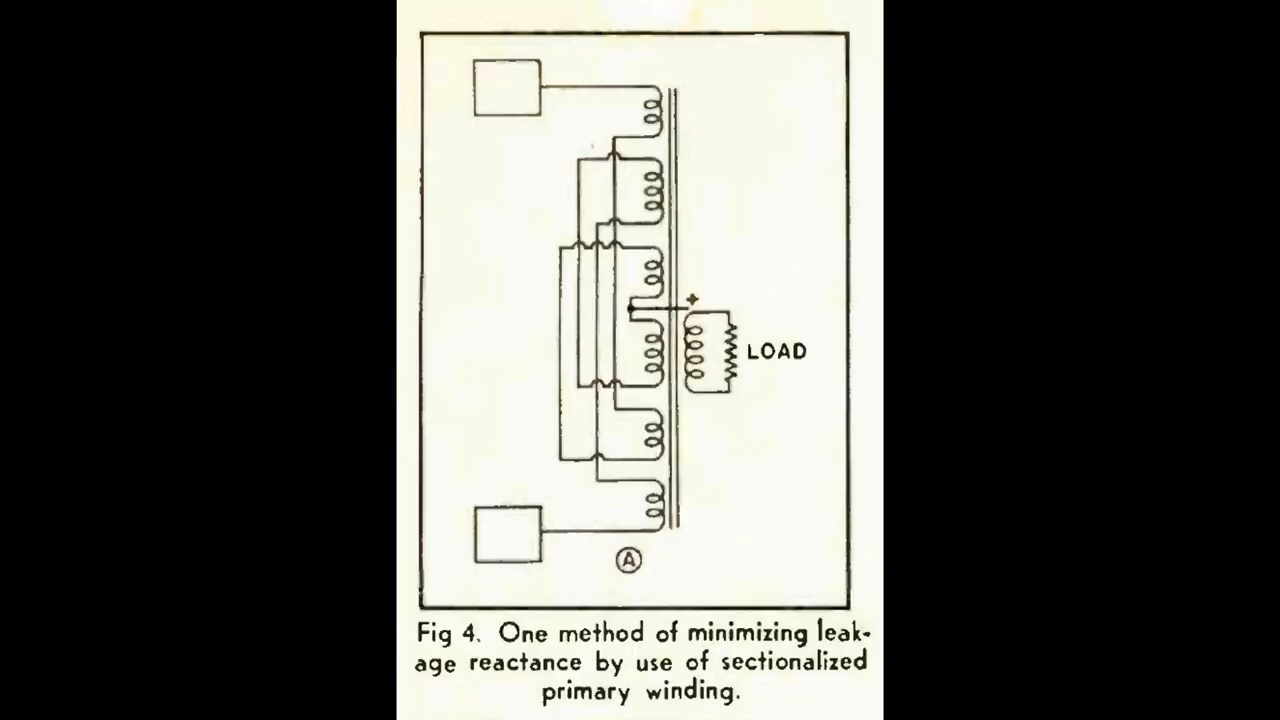 +
LOAD
A
Fig 4. One method of minimizing leak-
age reactance by use of sectionalized
primary winding.